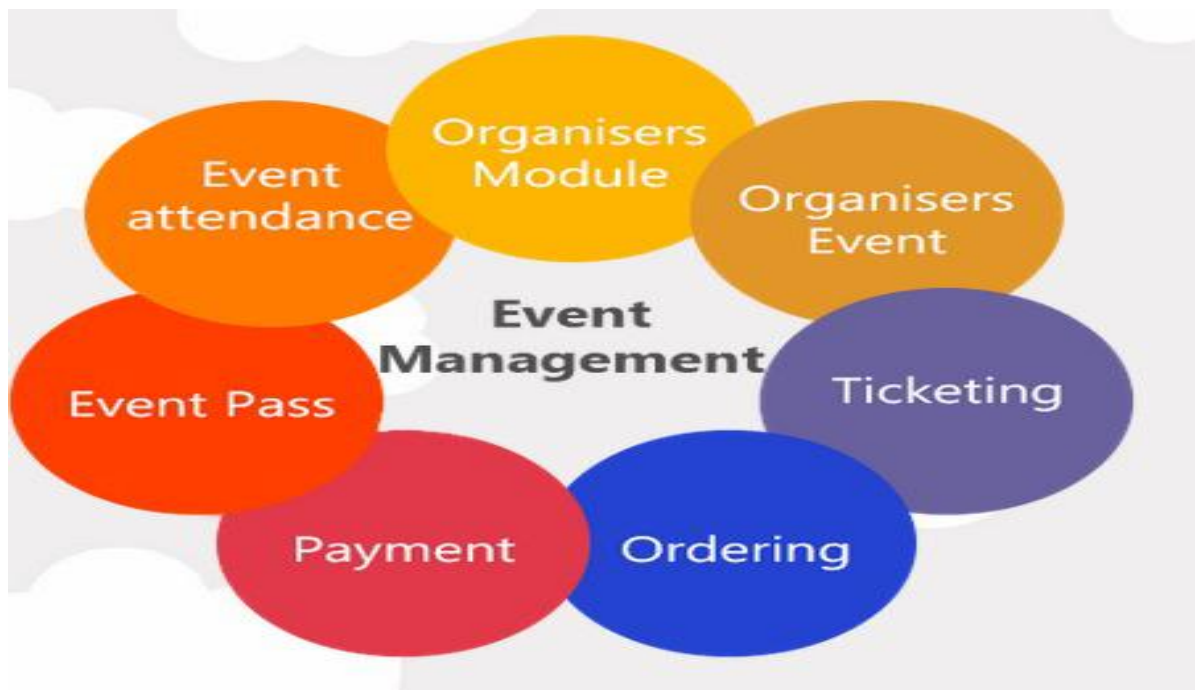 Organisers
Module
Organisers
Event
Ticketing
Ordering
Payment
Event Pass
Event
attendance
Event
Management